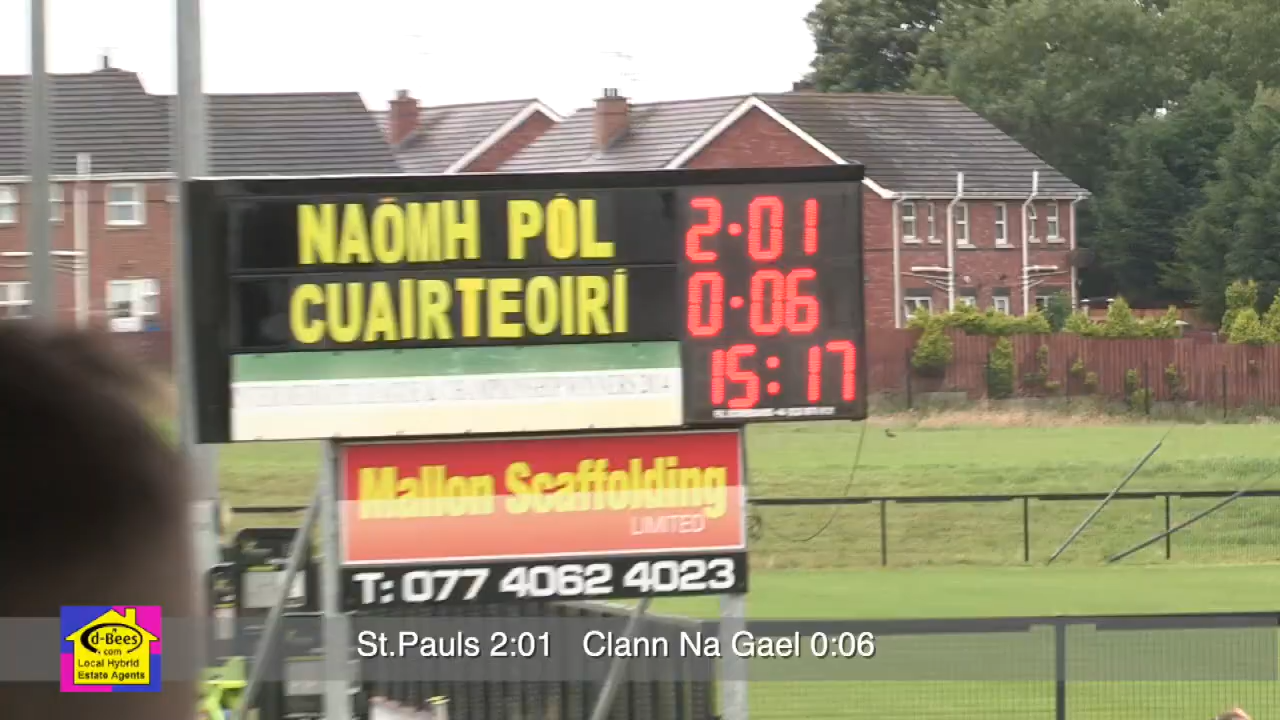 NAÓMH PÓL 2·01
CUAIRTEOIRÍ 0·06
15:17
Mallon Scaffolding
LIMITED
T: 077 4062 4023
d-Bees
.com
Local Hybrid
Estate Agents
St.Pauls 2:01 Clann Na Gael 0:06